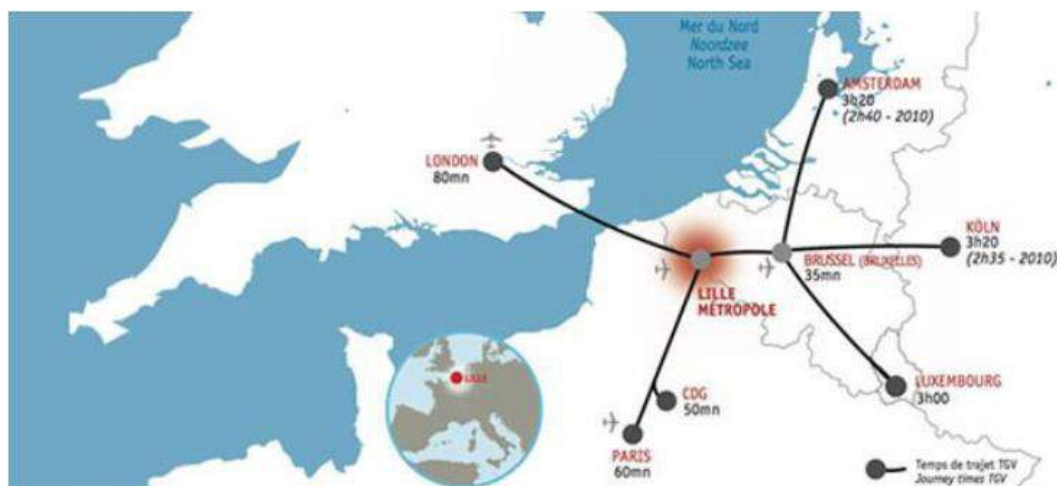 Mer du Nord
Noordzee
North Sea
AMSTERDAM
3h20
(2h40 - 2010)
LONDON
80mn
KÖLN
3h20
(2h35 - 2010)
BRUSSEL (BRUXELLES)
35mn
LILLE
MÉTROPOLE
LUXEMBOURG
3h00
LILLE
CDG
50mn
PARIS
60mn
Temps de trajet TGV
Journey times TGV